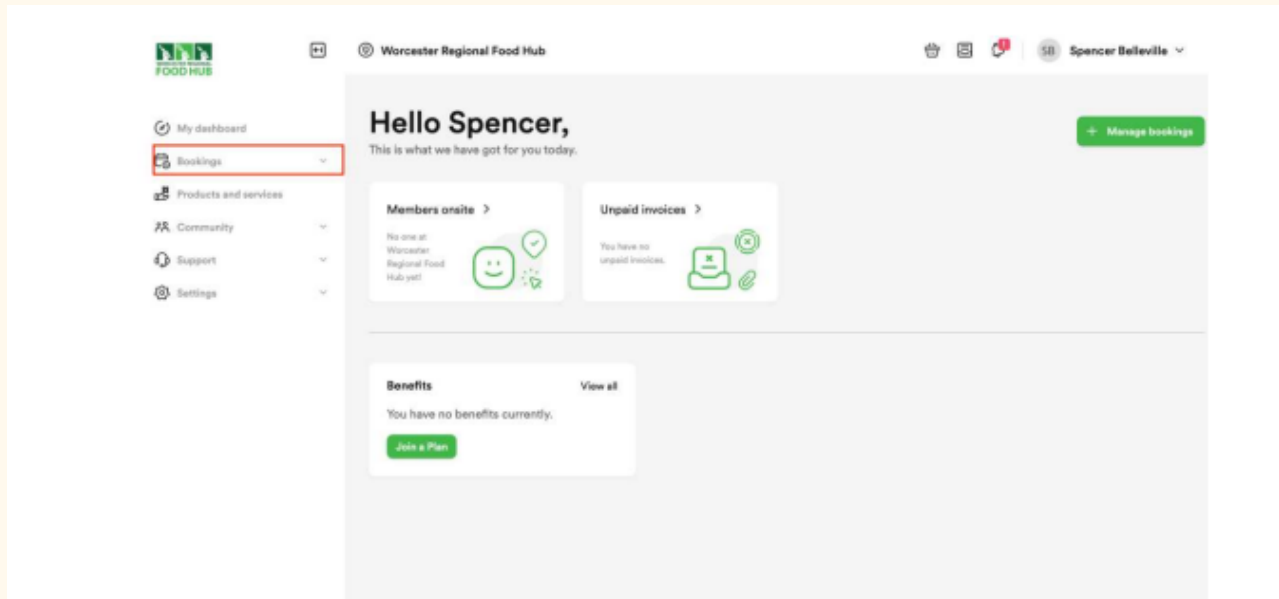 WORCESTER REGIONAL
FOOD HUB
Worcester Regional Food Hub
SB Spencer Belleville
My dashboard
Bookings
Products and services
Community
Support
Settings
Hello Spencer,
This is what we have got for you today.
+ Manage bookings
Members onsite >
No one at
Worcester
Regional Food
Hub yet!
Unpaid invoices >
You have no
unpaid invoices.
Benefits
View all
You have no benefits currently.
Join a Plan